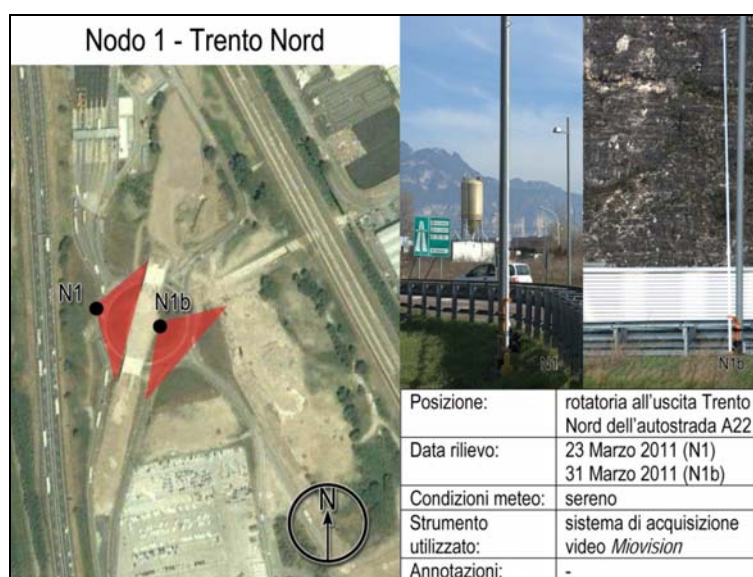 Nodo 1 - Trento Nord
N1
N1b
N
N1
N1b
Posizione:
rotatoria all'uscita Trento
Nord dell'autostrada A22
Data rilievo:
23 Marzo 2011 (N1)
31 Marzo 2011 (N1b)
Condizioni meteo:
sereno
Strumento
utilizzato:
sistema di acquisizione
video Miovision
Annotazioni:
-